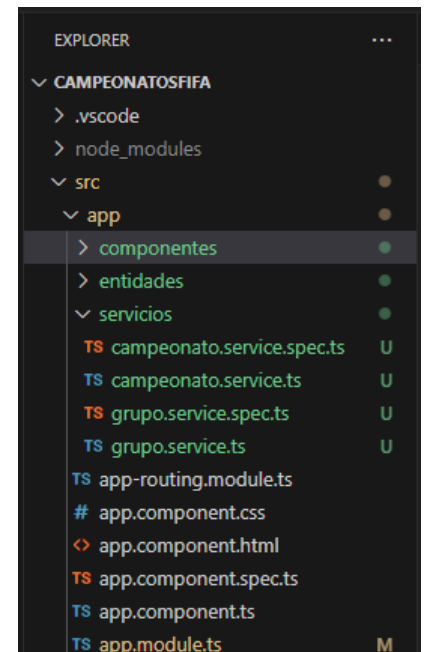 EXPLORER ...
CAMPEONATOSFIFA
.vscode
node_modules
src
app
componentes
entidades
servicios
TS campeonato.service.spec.ts U
TS campeonato.service.ts U
TS grupo.service.spec.ts U
TS grupo.service.ts U
TS app-routing.module.ts
# app.component.css
<> app.component.html
TS app.component.spec.ts
TS app.component.ts
TS app.module.ts M